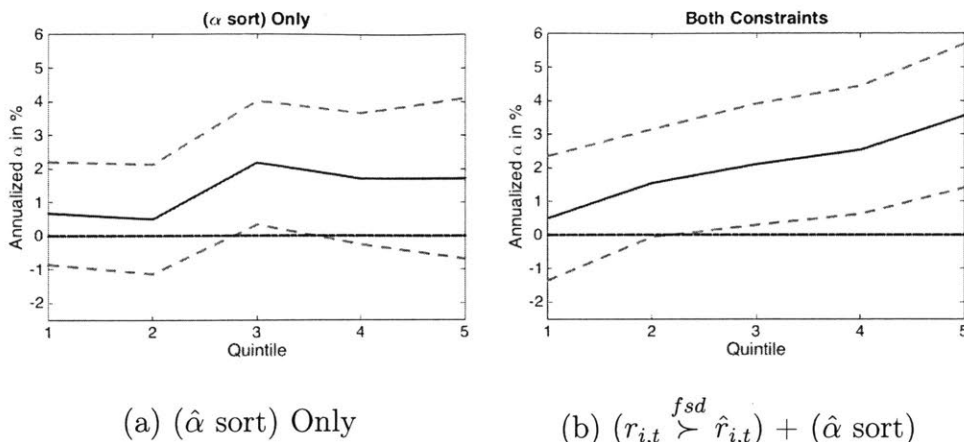 (α sort) Only
Annualized α in %
6
5
4
3
2
1
0
-1
-2
1 2 3 4 5
Quintile
(a) (α̂ sort) Only
Both Constraints
Annualized α in %
6
5
4
3
2
1
0
-1
-2
1 2 3 4 5
Quintile
(b) (r_{i,t} ≻^{fsd} r̂_{i,t}) + (α̂ sort)